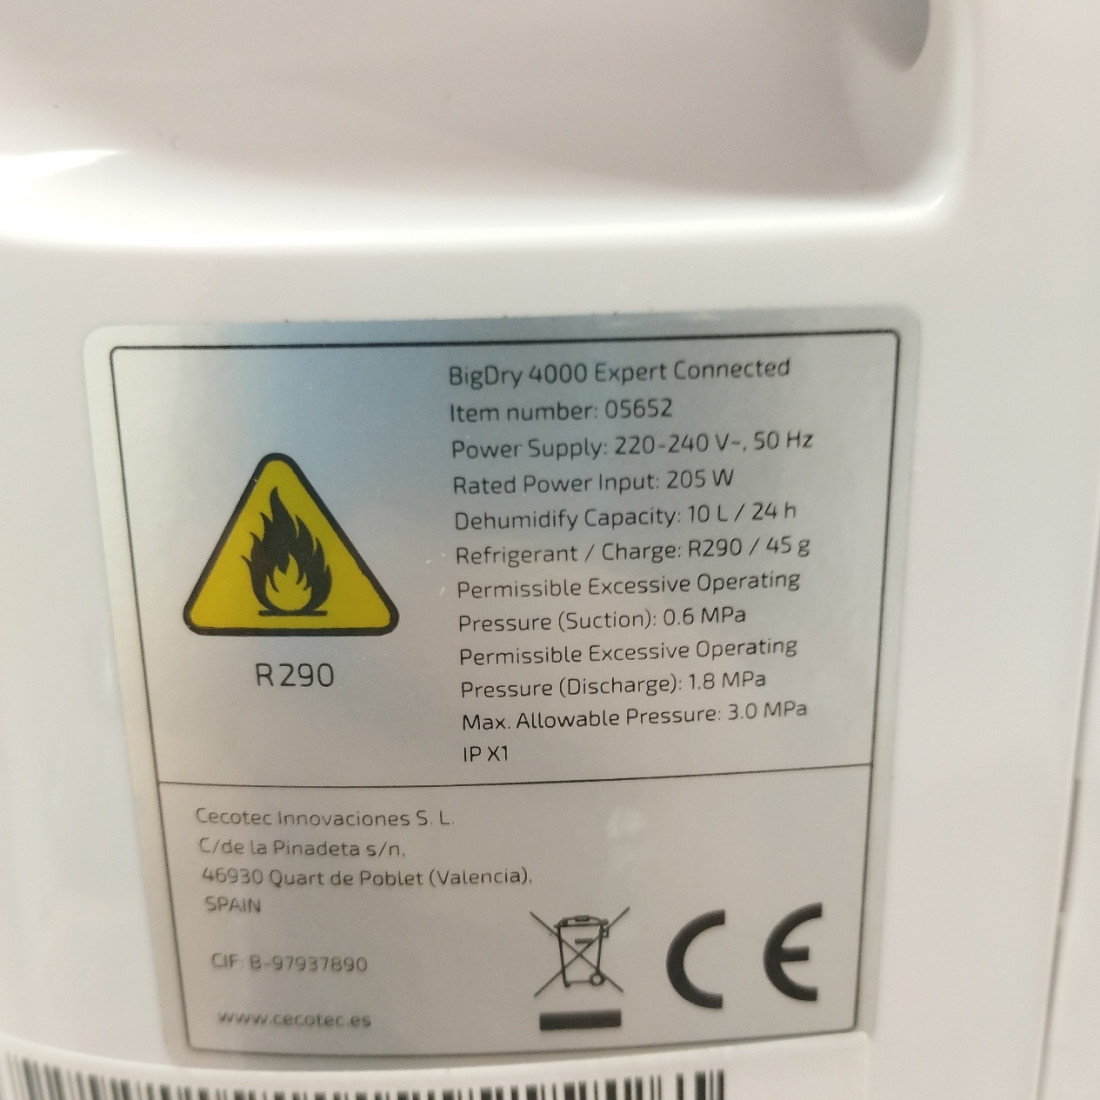 BigDry 4000 Expert Connected
Item number: 05652
Power Supply: 220-240 V~, 50 Hz
Rated Power Input: 205 W
Dehumidify Capacity: 10 L / 24 h
Refrigerant / Charge: R290 / 45 g
Permissible Excessive Operating
Pressure (Suction): 0.6 MPa
Permissible Excessive Operating
Pressure (Discharge): 1.8 MPa
Max. Allowable Pressure: 3.0 MPa
IP X1
R290
Cecotec Innovaciones S. L.
C/de la Pinadeta s/n,
46930 Quart de Poblet (Valencia),
SPAIN
CIF: B-97937890
www.cecotec.es
CE